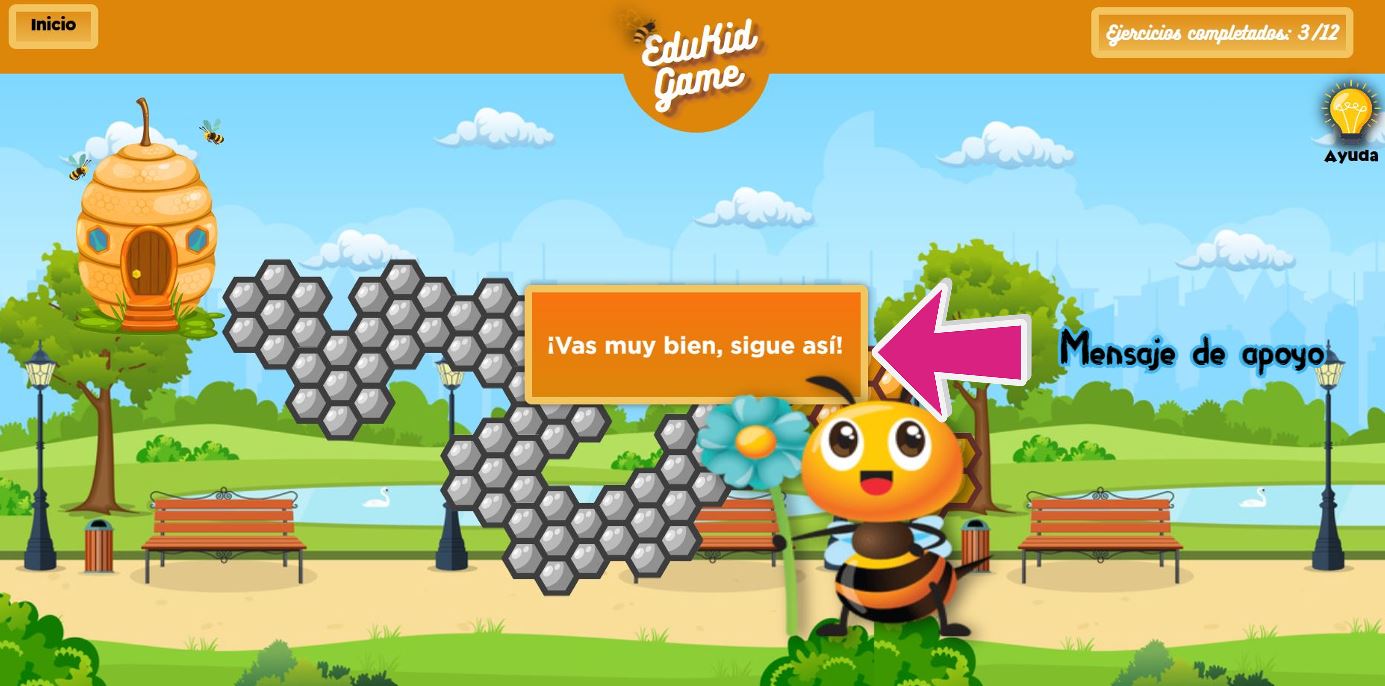 Inicio
EduKid
Game
Ejercicios completados: 3/12
Ayuda
¡Vas muy bien, sigue así!
Mensaje de apoyo